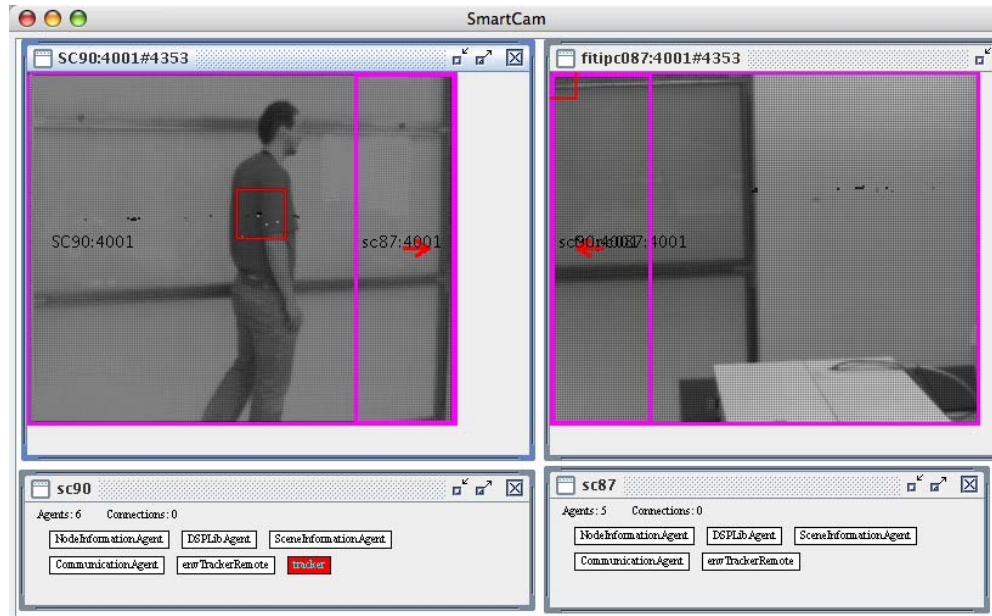 SmartCam
SC90:4001#4353
fitipc087:4001#4353
SC90:4001
sc87:4001
sc90
Agents: 6 Connections: 0
NodeInformationAgent DSPLibAgent SceneInformationAgent
CommunicationAgent envTrackerRemote tracker
sc87
Agents: 5 Connections: 0
NodeInformationAgent DSPLibAgent SceneInformationAgent
CommunicationAgent envTrackerRemote